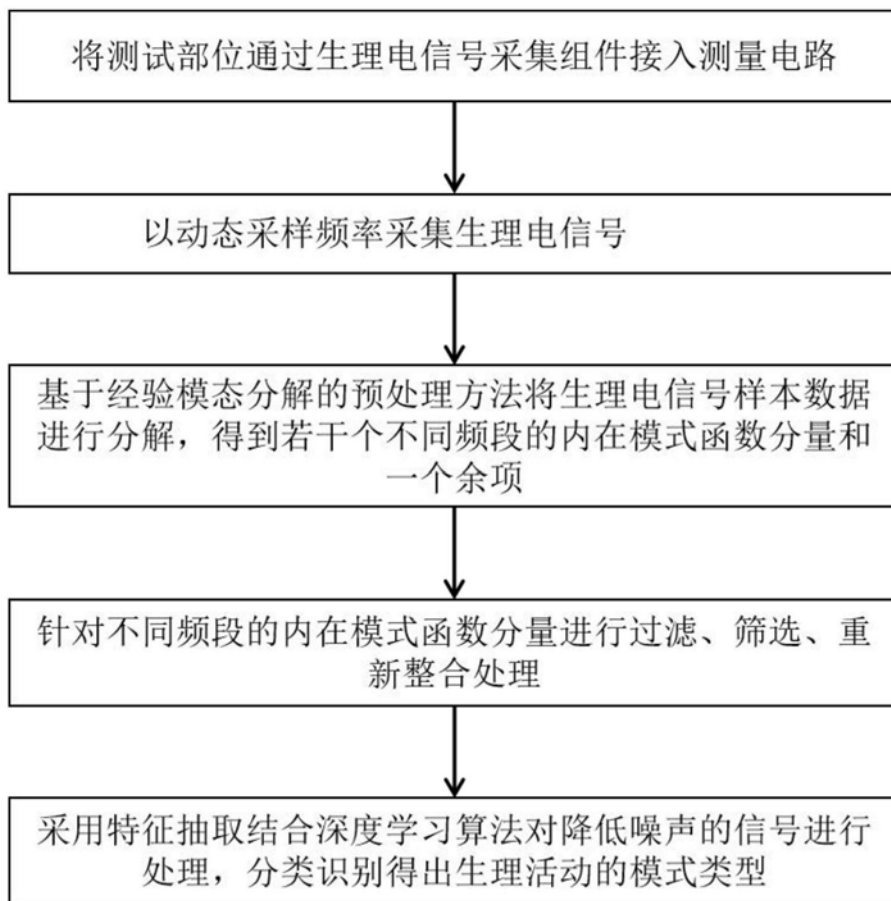 将测试部位通过生理电信号采集组件接入测量电路
以动态采样频率采集生理电信号
基于经验模态分解的预处理方法将生理电信号样本数据
进行分解，得到若干个不同频段的内在模式函数分量和
一个余项
针对不同频段的内在模式函数分量进行过滤、筛选、重
新整合处理
采用特征抽取结合深度学习算法对降低噪声的信号进行
处理，分类识别得出生理活动的模式类型